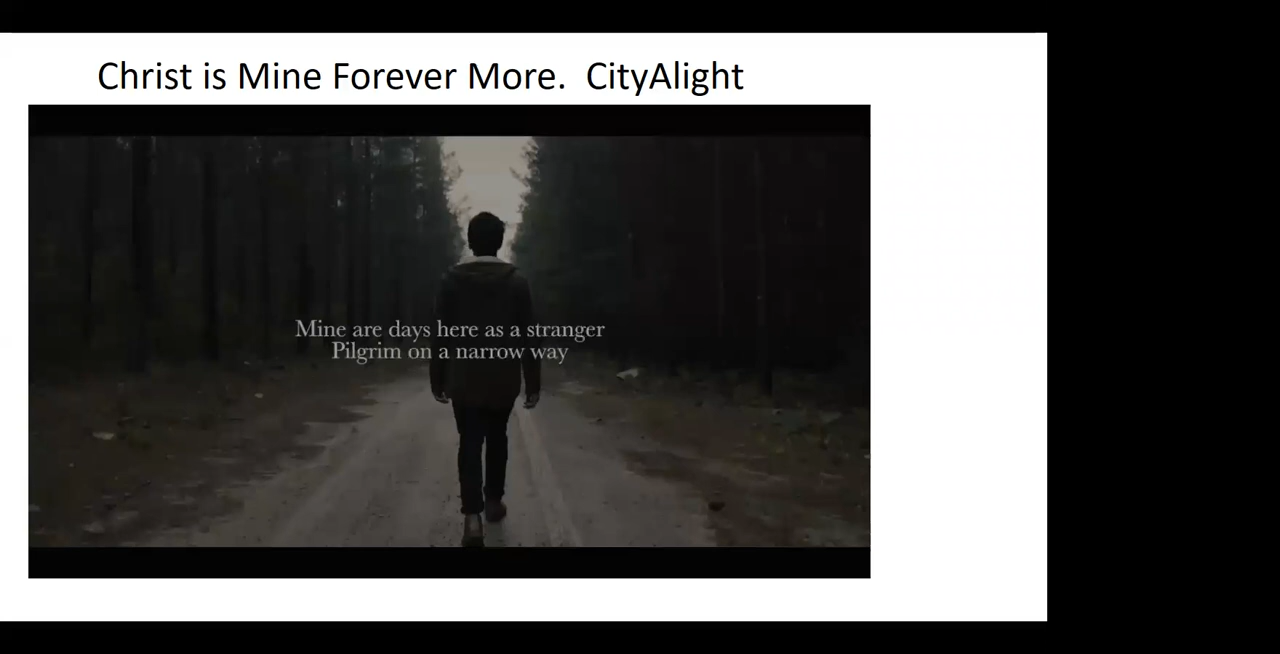 Christ is Mine Forever More.  CityAlight
Mine are days here as a stranger
Pilgrim on a narrow way